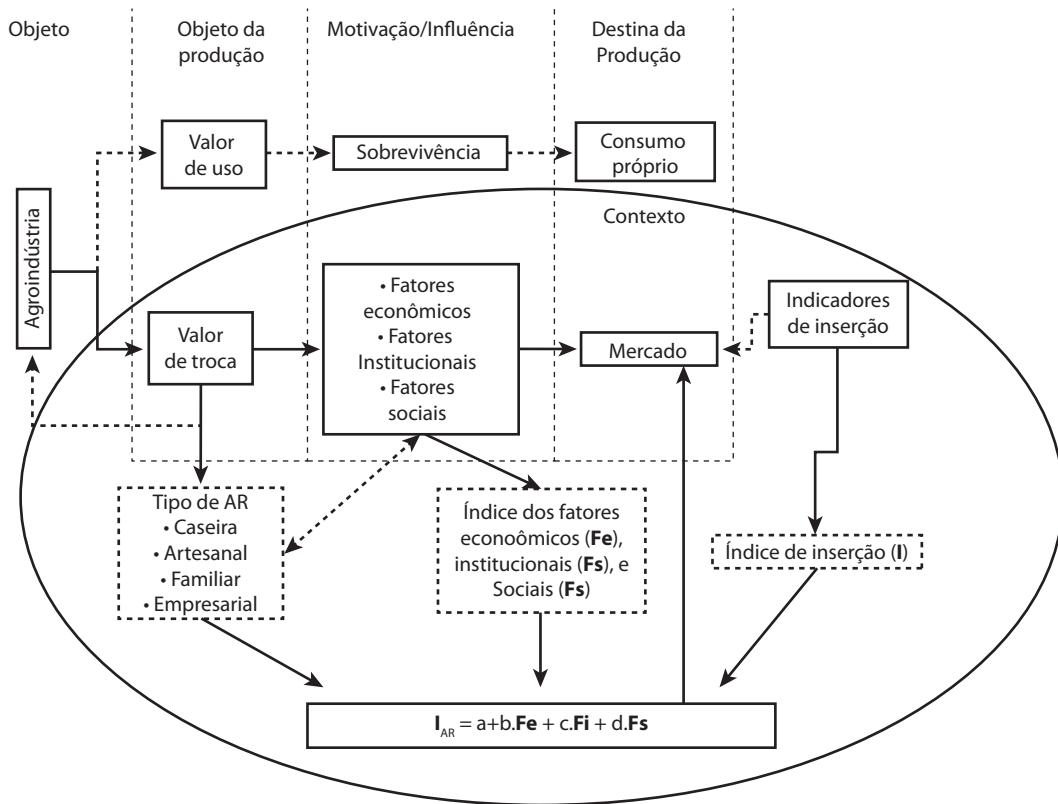 Objeto
Objeto da
produção
Motivação/Influência
Destina da
Produção
Valor
de uso
Sobrevivência
Consumo
próprio
Contexto
Agroindústria
Valor
de troca
• Fatores
econômicos
• Fatores
Institucionais
• Fatores
sociais
Mercado
Indicadores
de inserção
Tipo de AR
• Caseira
• Artesanal
• Familiar
• Empresarial
Índice dos fatores
econoômicos (Fe),
institucionais (Fs), e
Sociais (Fs)
Índice de inserção (I)
I_AR = a+b.Fe + c.Fi + d.Fs